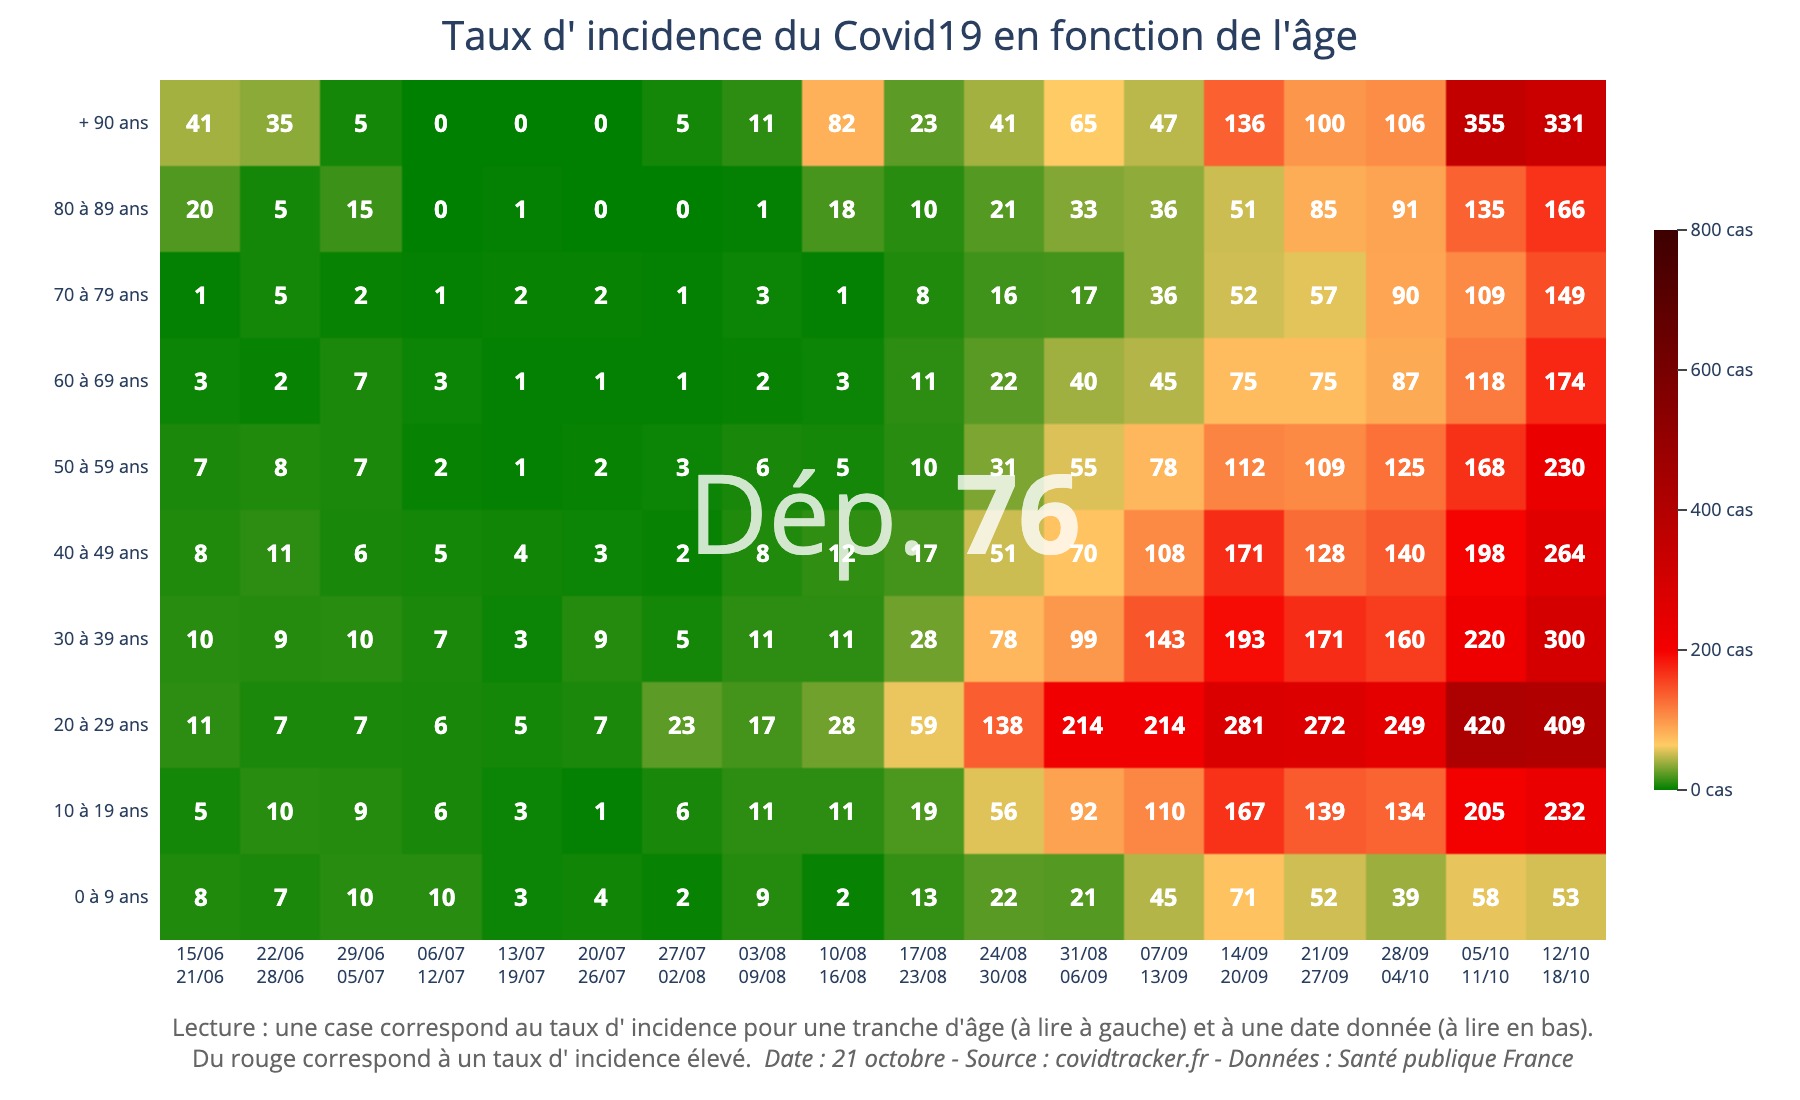 Taux d' incidence du Covid19 en fonction de l'âge
+ 90 ans 41 35 5 0 0 0 5 11 82 23 41 65 47 136 100 106 355 331
80 à 89 ans 20 5 15 0 1 0 0 1 18 10 21 33 36 51 85 91 135 166
70 à 79 ans 1 5 2 1 2 2 1 3 1 8 16 17 36 52 57 90 109 149
60 à 69 ans 3 2 7 3 1 1 1 2 3 11 22 40 45 75 75 87 118 174
50 à 59 ans 7 8 7 2 1 2 3 6 5 10 31 55 78 112 109 125 168 230
Dép. 76
40 à 49 ans 8 11 6 5 4 3 2 8 12 17 51 70 108 171 128 140 198 264
30 à 39 ans 10 9 10 7 3 9 5 11 11 28 78 99 143 193 171 160 220 300
20 à 29 ans 11 7 7 6 5 7 23 17 28 59 138 214 214 281 272 249 420 409
10 à 19 ans 5 10 9 6 3 1 6 11 11 19 56 92 110 167 139 134 205 232
0 à 9 ans 8 7 10 10 3 4 2 9 2 13 22 21 45 71 52 39 58 53
15/06 22/06 29/06 06/07 13/07 20/07 27/07 03/08 10/08 17/08 24/08 31/08 07/09 14/09 21/09 28/09 05/10 12/10
21/06 28/06 05/07 12/07 19/07 26/07 02/08 09/08 16/08 23/08 30/08 06/09 13/09 20/09 27/09 04/10 11/10 18/10
800 cas
600 cas
400 cas
200 cas
0 cas
Lecture : une case correspond au taux d' incidence pour une tranche d'âge (à lire à gauche) et à une date donnée (à lire en bas).
Du rouge correspond à un taux d' incidence élevé. Date : 21 octobre - Source : covidtracker.fr - Données : Santé publique France